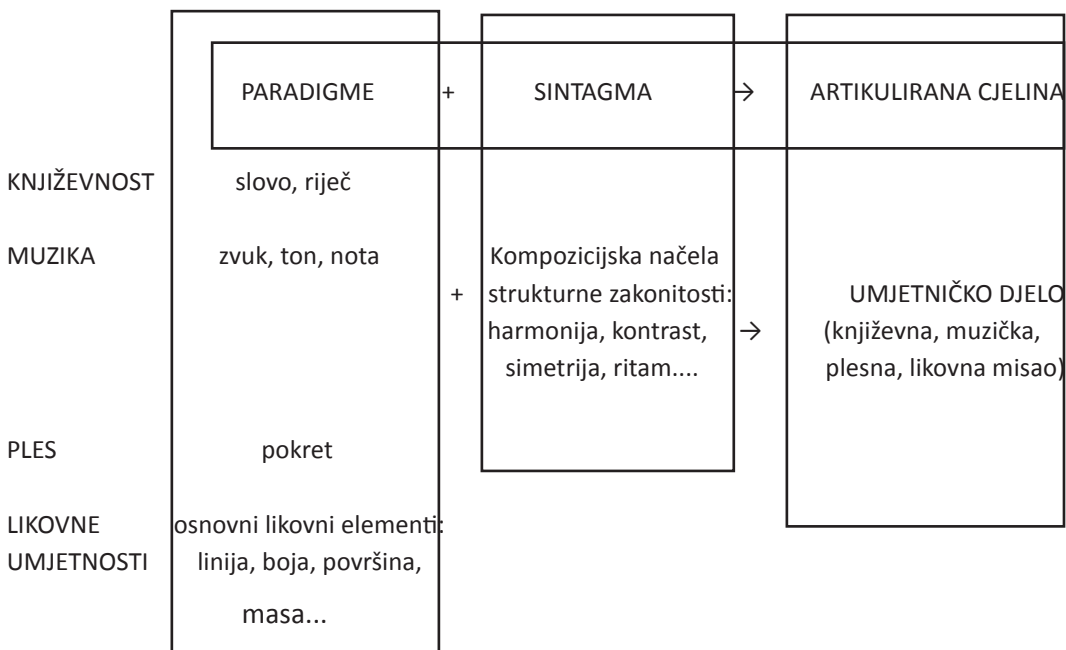 PARADIGME + SINTAGMA → ARTIKULIRANA CJELINA
KNJIŽEVNOST slovo, riječ
MUZIKA zvuk, ton, nota Kompozicijska načela
+ strukturne zakonitosti: UMJETNIČKO DJELO
harmonija, kontrast, → (književna, muzička,
simetrija, ritam.... plesna, likovna misao)
PLES pokret
LIKOVNE osnovni likovni elementi:
UMJETNOSTI linija, boja, površina,
masa...